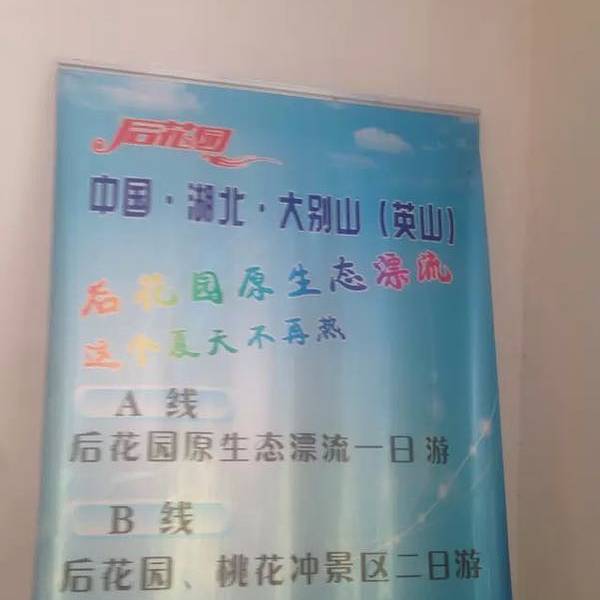 后花园
中国·湖北·大别山(英山)
后花园原生态漂流
这个夏天不再热
A 线
后花园原生态漂流一日游
B 线
后花园、桃花冲景区二日游